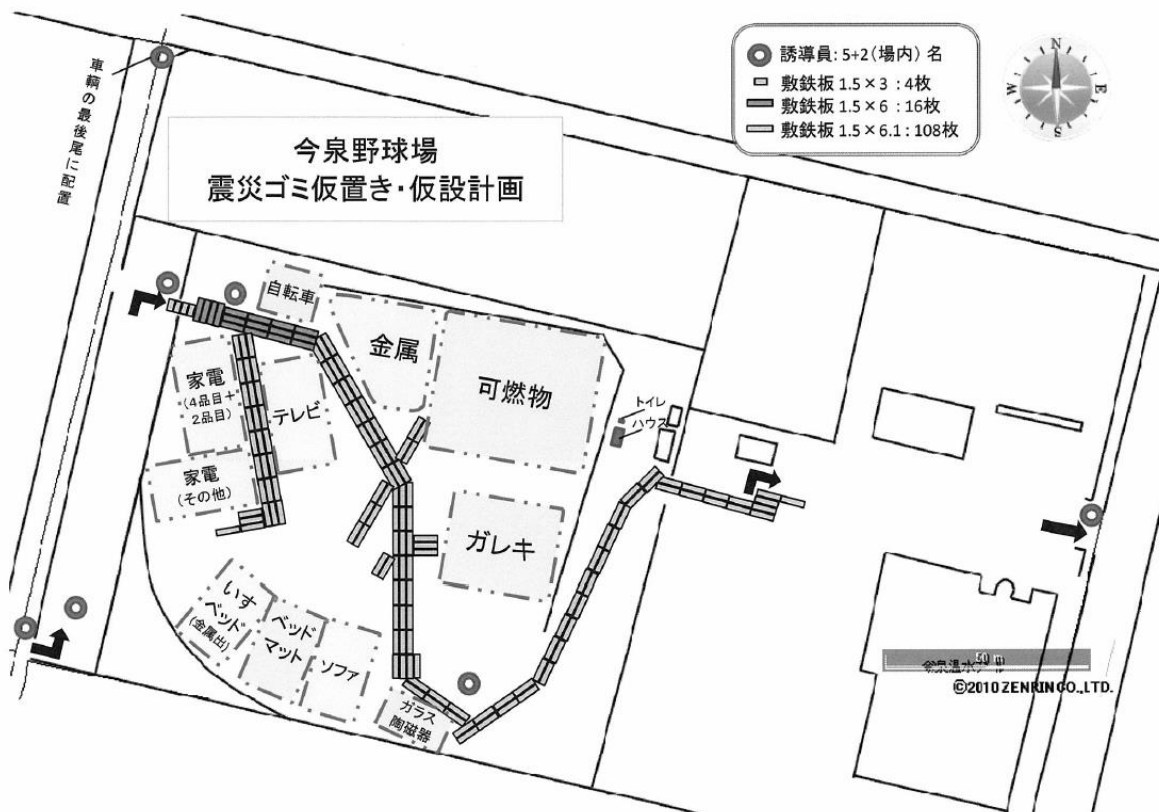 車輌の最後尾に配置
誘導員：5+2（場内）名
敷鉄板 1.5×3 ：4枚
敷鉄板 1.5×6 ：16枚
敷鉄板 1.5×6.1：108枚
N
W
E
S
今泉野球場
震災ゴミ仮置き・仮設計画
自転車
金属
可燃物
家電
（4品目＋
2品目）
テレビ
トイレ
ハウス
家電
（その他）
ガレキ
いす
ベッド
（金属出）
ベッド
マット
ソファ
ガラス
陶磁器
50 m
©2010 ZENRIN CO., LTD.